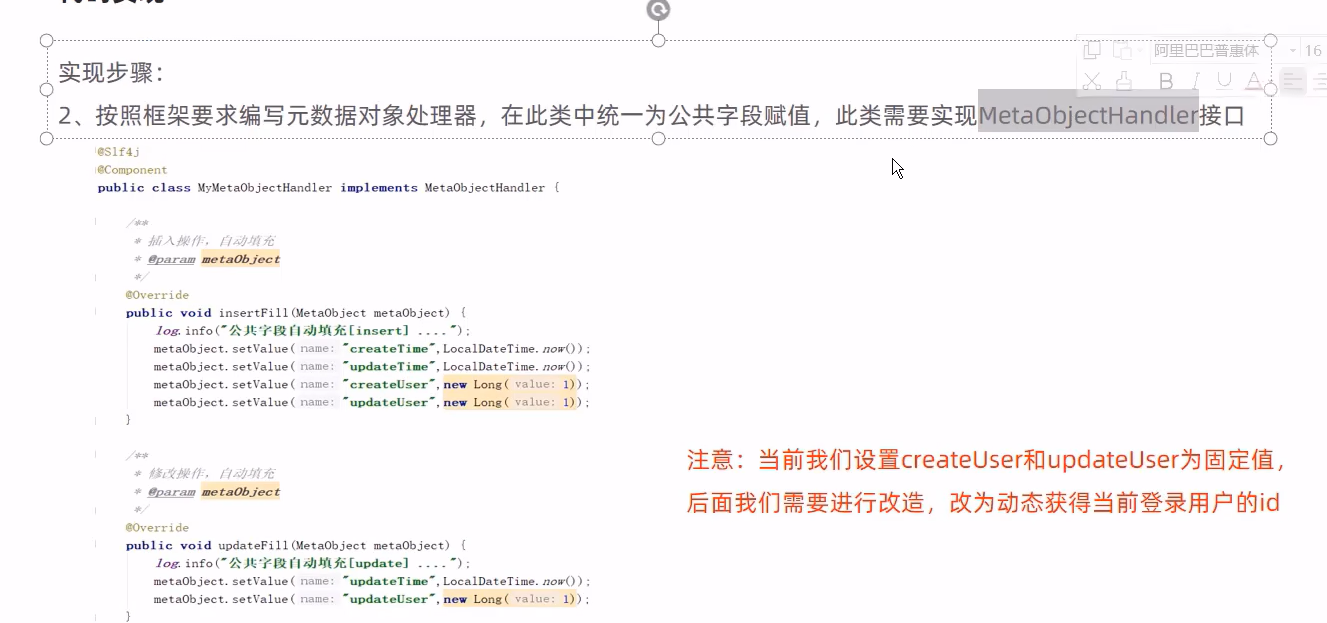 阿里巴巴普惠体 16
B I U A
实现步骤：
2、按照框架要求编写元数据对象处理器，在此类中统一为公共字段赋值，此类需要实现MetaObjectHandler接口
@Slf4j
@Component
public class MyMetaObjectHandler implements MetaObjectHandler {
/**
* 插入操作，自动填充
* @param metaObject
*/
@Override
public void insertFill(MetaObject metaObject) {
log.info("公共字段自动填充[insert] ....");
metaObject.setValue( name: "createTime",LocalDateTime.now());
metaObject.setValue( name: "updateTime",LocalDateTime.now());
metaObject.setValue( name: "createUser",new Long( value: 1));
metaObject.setValue( name: "updateUser",new Long( value: 1));
}
/**
* 修改操作，自动填充
* @param metaObject
*/
@Override
public void updateFill(MetaObject metaObject) {
log.info("公共字段自动填充[update] ....");
metaObject.setValue( name: "updateTime",LocalDateTime.now());
metaObject.setValue( name: "updateUser",new Long( value: 1));
}
注意：当前我们设置createUser和updateUser为固定值，
后面我们需要进行改造，改为动态获得当前登录用户的id